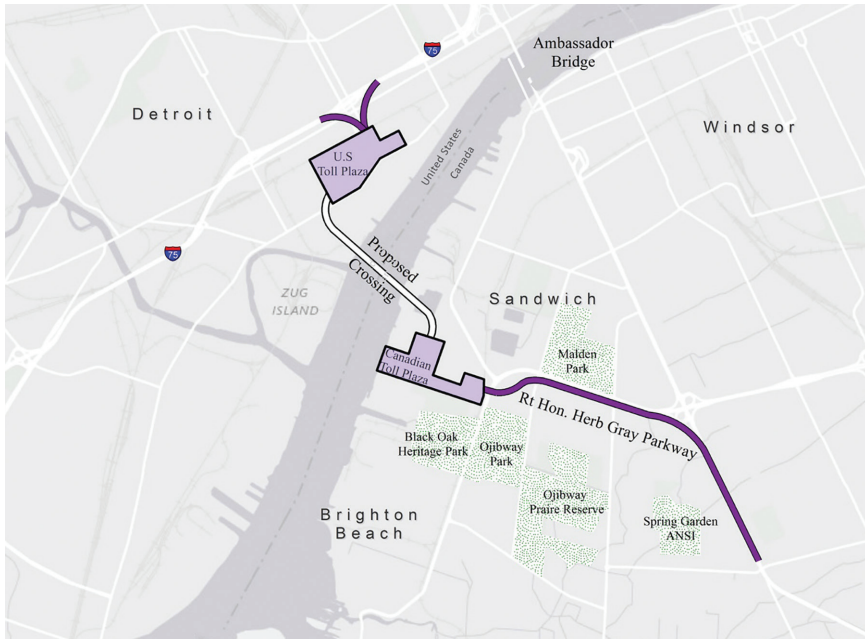 75
Ambassador
Bridge
Detroit
Windsor
U.S
Toll Plaza
United States
Canada
75
Proposed
Crossing
ZUG
ISLAND
Sandwich
Malden
Park
Canadian
Toll Plaza
Rt Hon. Herb Gray Parkway
Black Oak
Heritage Park
Ojibway
Park
Ojibway
Praire Reserve
Spring Garden
ANSI
Brighton
Beach